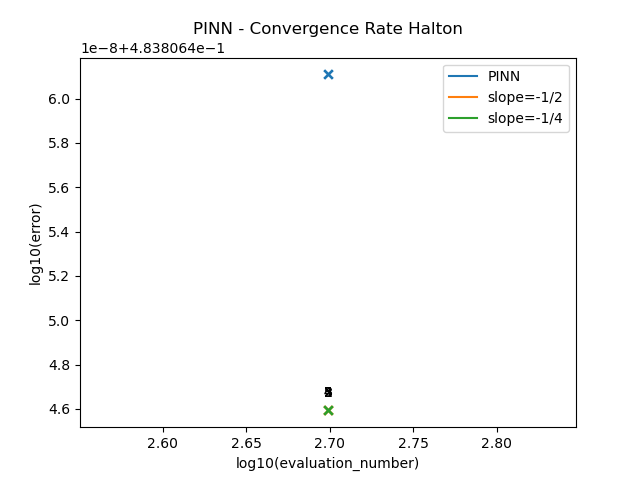 PINN - Convergence Rate Halton
1e-8+4.838064e-1
PINN
slope=-1/2
slope=-1/4
6.0
5.8
5.6
5.4
5.2
5.0
4.8
4.6
log10(error)
2.60
2.65
2.70
2.75
2.80
log10(evaluation_number)